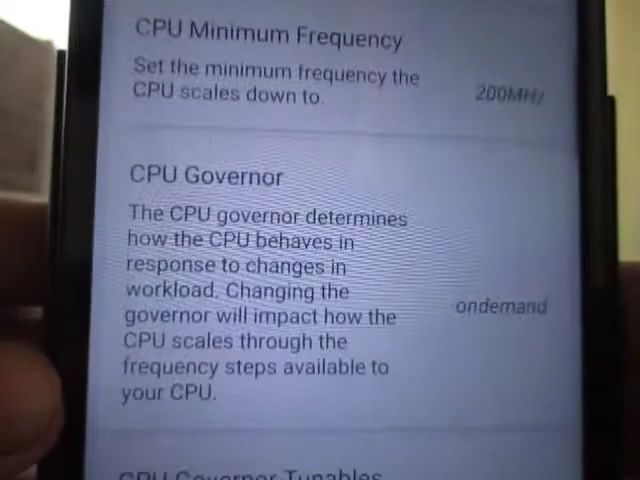 CPU Minimum Frequency
Set the minimum frequency the
CPU scales down to.
200MHz
CPU Governor
The CPU governor determines
how the CPU behaves in
response to changes in
workload. Changing the
governor will impact how the
CPU scales through the
frequency steps available to
your CPU.
ondemand
CPU Governor Tunables